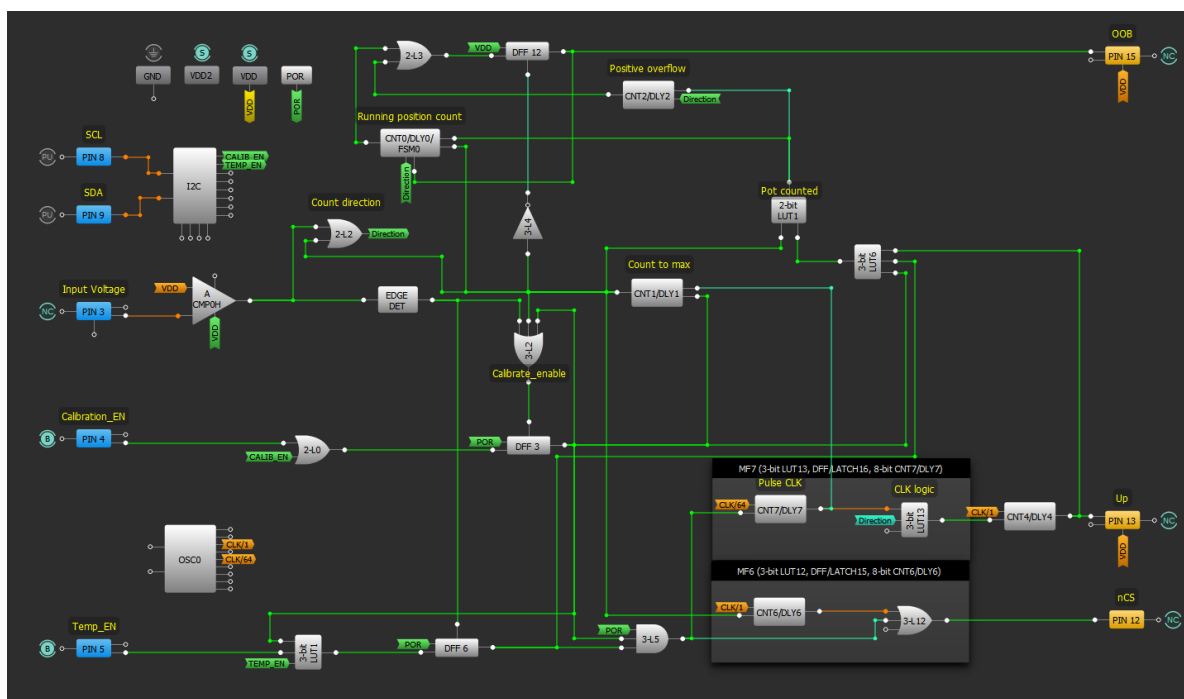 OOB
2-L3
VDD
DFF 12
PIN 15
NC
S
S
GND
VDD2
VDD
POR
Positive overflow
CNT2/DLY2
Direction
VDD
POR
VDD
Running position count
SCL
CNT0/DLY0/
FSM0
PU
PIN 8
CALIB_EN
TEMP_EN
I2C
Direction
SDA
Pot counted
PU
PIN 9
Count direction
2-bit
LUT1
2-L2
Direction
3-L4
3-bit
LUT6
Count to max
Input Voltage
VDD
A
CMP0H
EDGE
DET
CNT1/DLY1
NC
PIN 3
VDD
3-L2
Calibrate_enable
Calibration_EN
B
PIN 4
2-L0
CALIB_EN
POR
DFF 3
MF7 (3-bit LUT13, DFF/LATCH16, 8-bit CNT7/DLY7)
Pulse CLK
CLK logic
CLK/64
CNT7/DLY7
Direction
3-bit
LUT13
CLK/1
CNT4/DLY4
Up
PIN 13
NC
VDD
OSC0
CLK/1
CLK/64
MF6 (3-bit LUT12, DFF/LATCH15, 8-bit CNT6/DLY6)
CLK/1
CNT6/DLY6
3-L12
nCS
PIN 12
NC
Temp_EN
B
PIN 5
3-bit
LUT1
TEMP_EN
POR
DFF 6
POR
3-L5